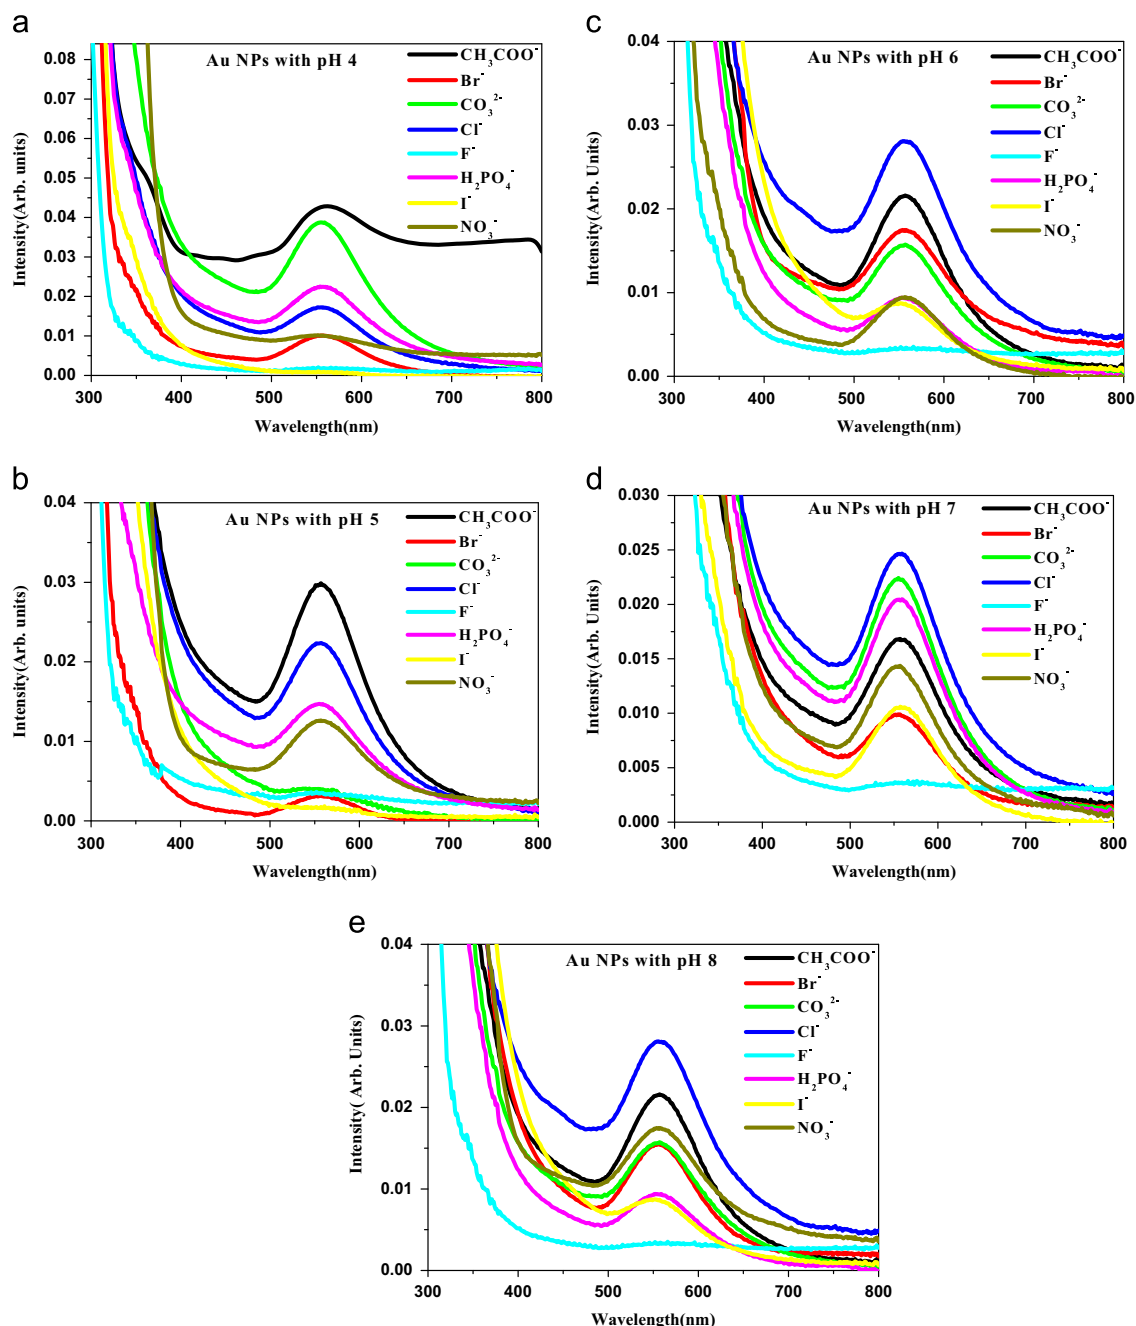 a
Au NPs with pH 4
CH₃COO⁻
Br⁻
CO₃²⁻
Cl⁻
F⁻
H₂PO₄⁻
I⁻
NO₃⁻
Intensity(Arb. units)
0.08
0.07
0.06
0.05
0.04
0.03
0.02
0.01
0.00
300 400 500 600 700 800
Wavelength(nm)
c
Au NPs with pH 6
CH₃COO⁻
Br⁻
CO₃²⁻
Cl⁻
F⁻
H₂PO₄⁻
I⁻
NO₃⁻
Intensity(Arb. Units)
0.04
0.03
0.02
0.01
0.00
300 400 500 600 700 800
Wavelength(nm)
b
Au NPs with pH 5
CH₃COO⁻
Br⁻
CO₃²⁻
Cl⁻
F⁻
H₂PO₄⁻
I⁻
NO₃⁻
Intensity(Arb. Units)
0.04
0.03
0.02
0.01
0.00
300 400 500 600 700 800
Wavelength(nm)
d
Au NPs with pH 7
CH₃COO⁻
Br⁻
CO₃²⁻
Cl⁻
F⁻
H₂PO₄⁻
I⁻
NO₃⁻
Intensity(Arb. Units)
0.030
0.025
0.020
0.015
0.010
0.005
0.000
300 400 500 600 700 800
Wavelength(nm)
e
Au NPs with pH 8
CH₃COO⁻
Br⁻
CO₃²⁻
Cl⁻
F⁻
H₂PO₄⁻
I⁻
NO₃⁻
Intensity( Arb. Units)
0.04
0.03
0.02
0.01
0.00
300 400 500 600 700 800
Wavelength(nm)